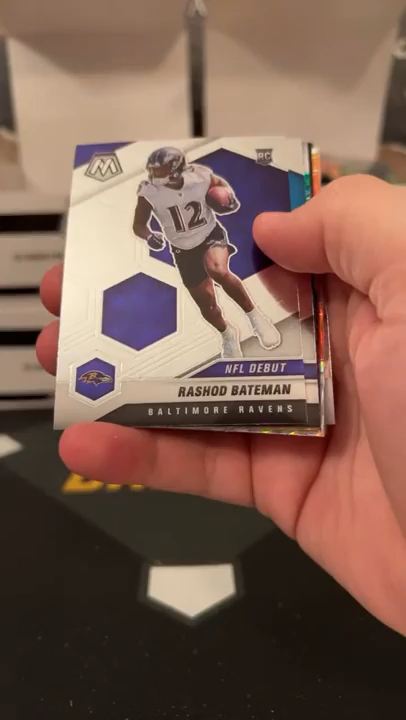 M
RC
12
NFL DEBUT
RASHOD BATEMAN
BALTIMORE RAVENS